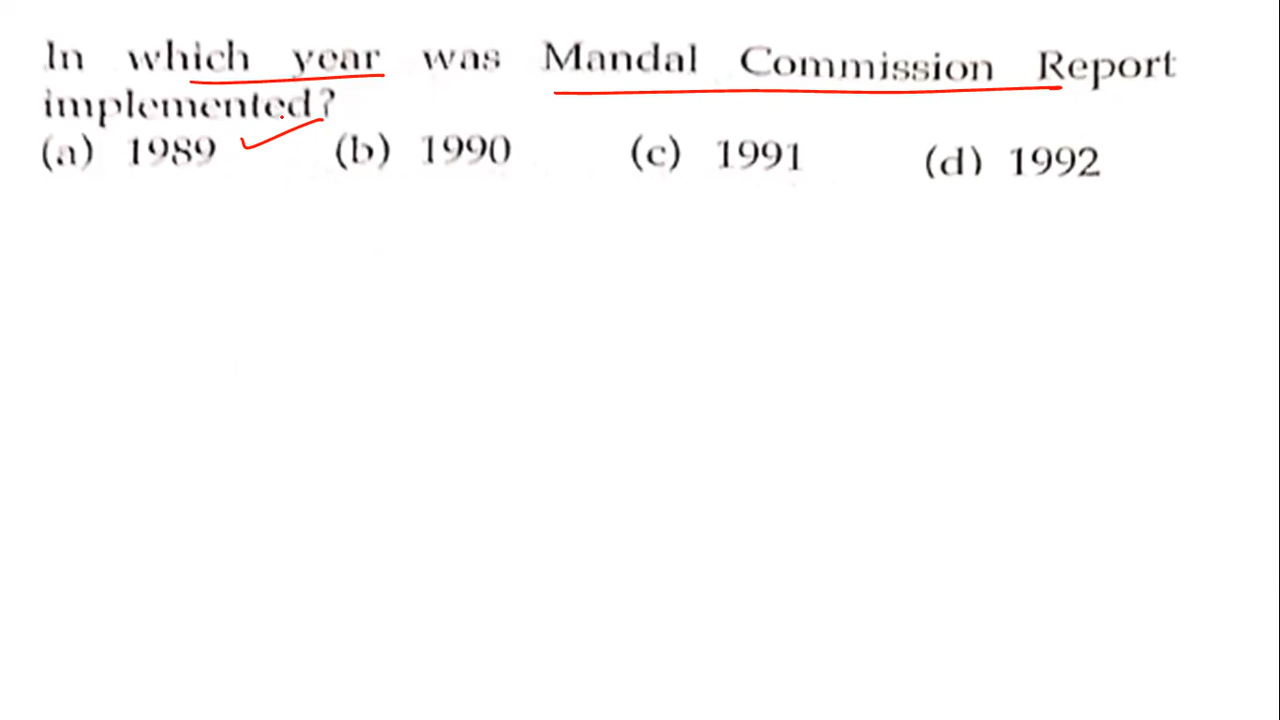 In which year was Mandal Commission Report
implemented?
(a) 1989 (b) 1990 (c) 1991 (d) 1992